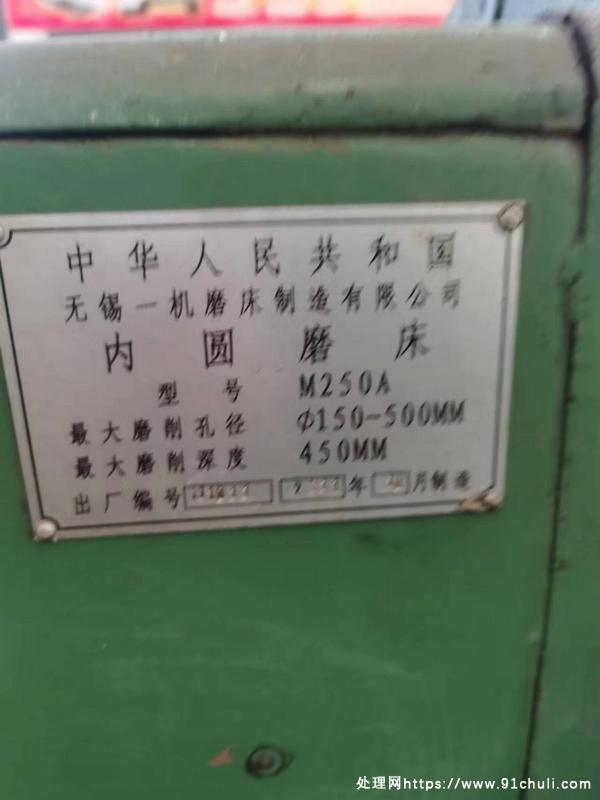 中华人民共和国
无锡一机磨床制造有限公司
内圆磨床
型号 M250A
最大磨削孔径 Φ150-500MM
最大磨削深度 450MM
出厂编号 年 月制造
处理网https://www.91chuli.com